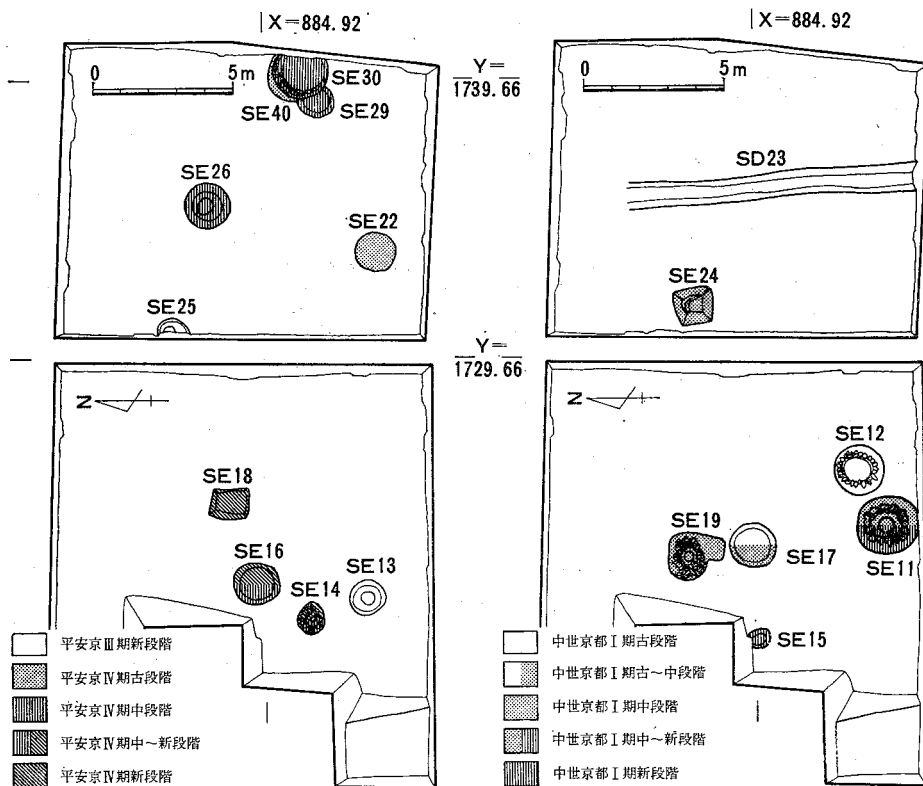 X=884.92
X=884.92
0 5m
SE30
SE40
SE29
Y=
1739.66
0 5m
SE26
SD23
SE22
SE24
SE25
Y=
1729.66
N
N
SE12
SE18
SE19
SE17
SE11
SE16
SE14
SE13
SE15
平安京Ⅲ期新段階
平安京Ⅳ期古段階
平安京Ⅳ期中段階
平安京Ⅳ期中～新段階
平安京Ⅳ期新段階
中世京都Ⅰ期古段階
中世京都Ⅰ期古～中段階
中世京都Ⅰ期中段階
中世京都Ⅰ期中～新段階
中世京都Ⅰ期新段階